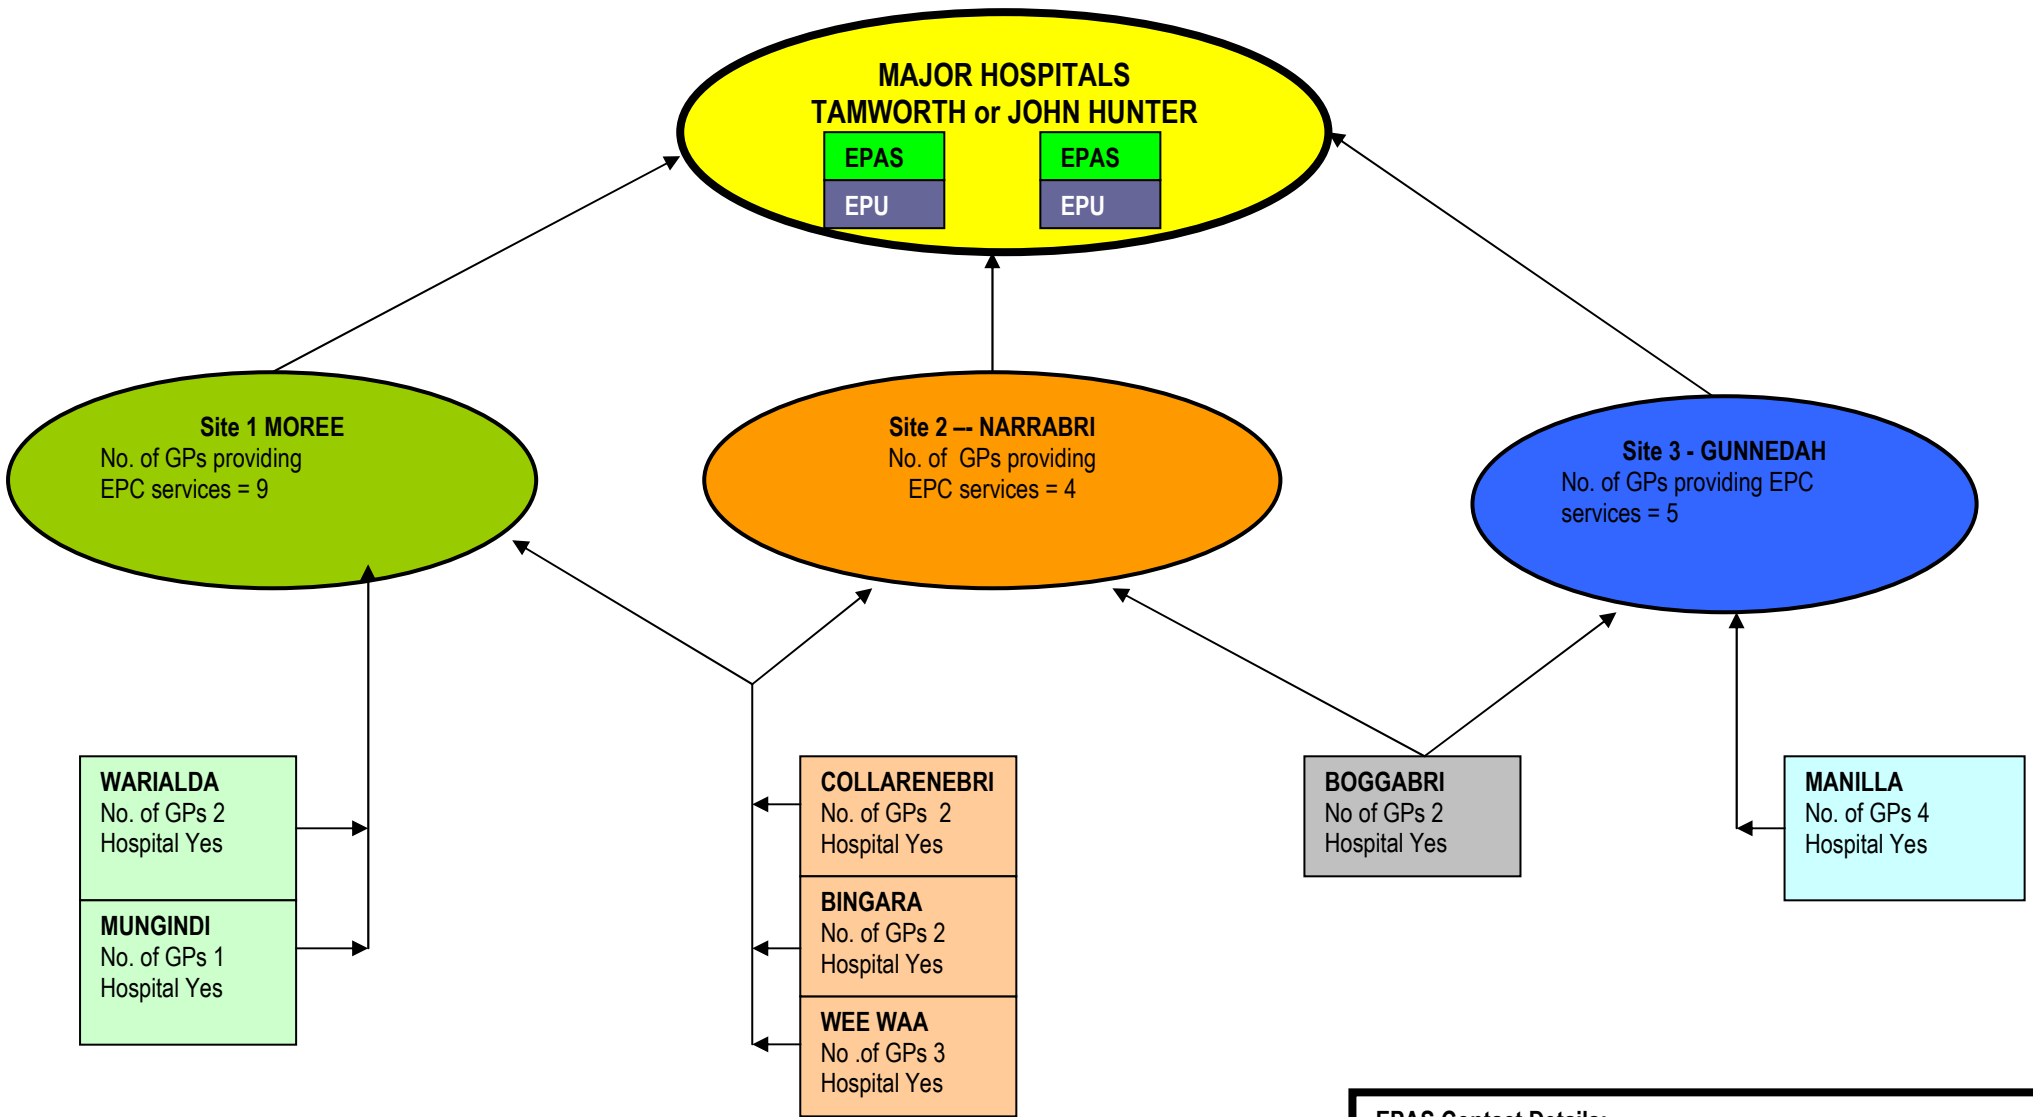 MAJOR HOSPITALS
TAMWORTH or JOHN HUNTER
EPAS
EPU
EPAS
EPU
Site 1 MOREE
No. of GPs providing
EPC services = 9
Site 2 –- NARRABRI
No. of GPs providing
EPC services = 4
Site 3 - GUNNEDAH
No. of GPs providing EPC
services = 5
WARIALDA
No. of GPs 2
Hospital Yes
MUNGINDI
No. of GPs 1
Hospital Yes
COLLARENEBRI
No. of GPs 2
Hospital Yes
BINGARA
No. of GPs 2
Hospital Yes
WEE WAA
No .of GPs 3
Hospital Yes
BOGGABRI
No of GPs 2
Hospital Yes
MANILLA
No. of GPs 4
Hospital Yes
EPAS Contact Details: